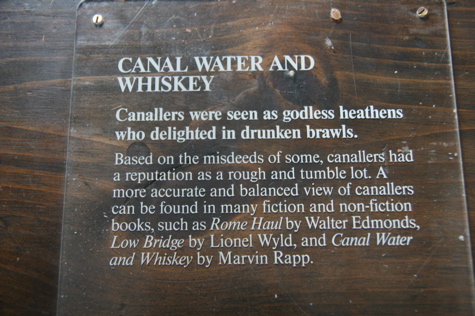 CANAL WATER AND
WHISKEY
Canallers were seen as godless heathens
who delighted in drunken brawls.
Based on the misdeeds of some, canallers had
a reputation as a rough and tumble lot. A
more accurate and balanced view of canallers
can be found in many fiction and non-fiction
books, such as Rome Haul by Walter Edmonds,
Low Bridge by Lionel Wyld, and Canal Water
and Whiskey by Marvin Rapp.